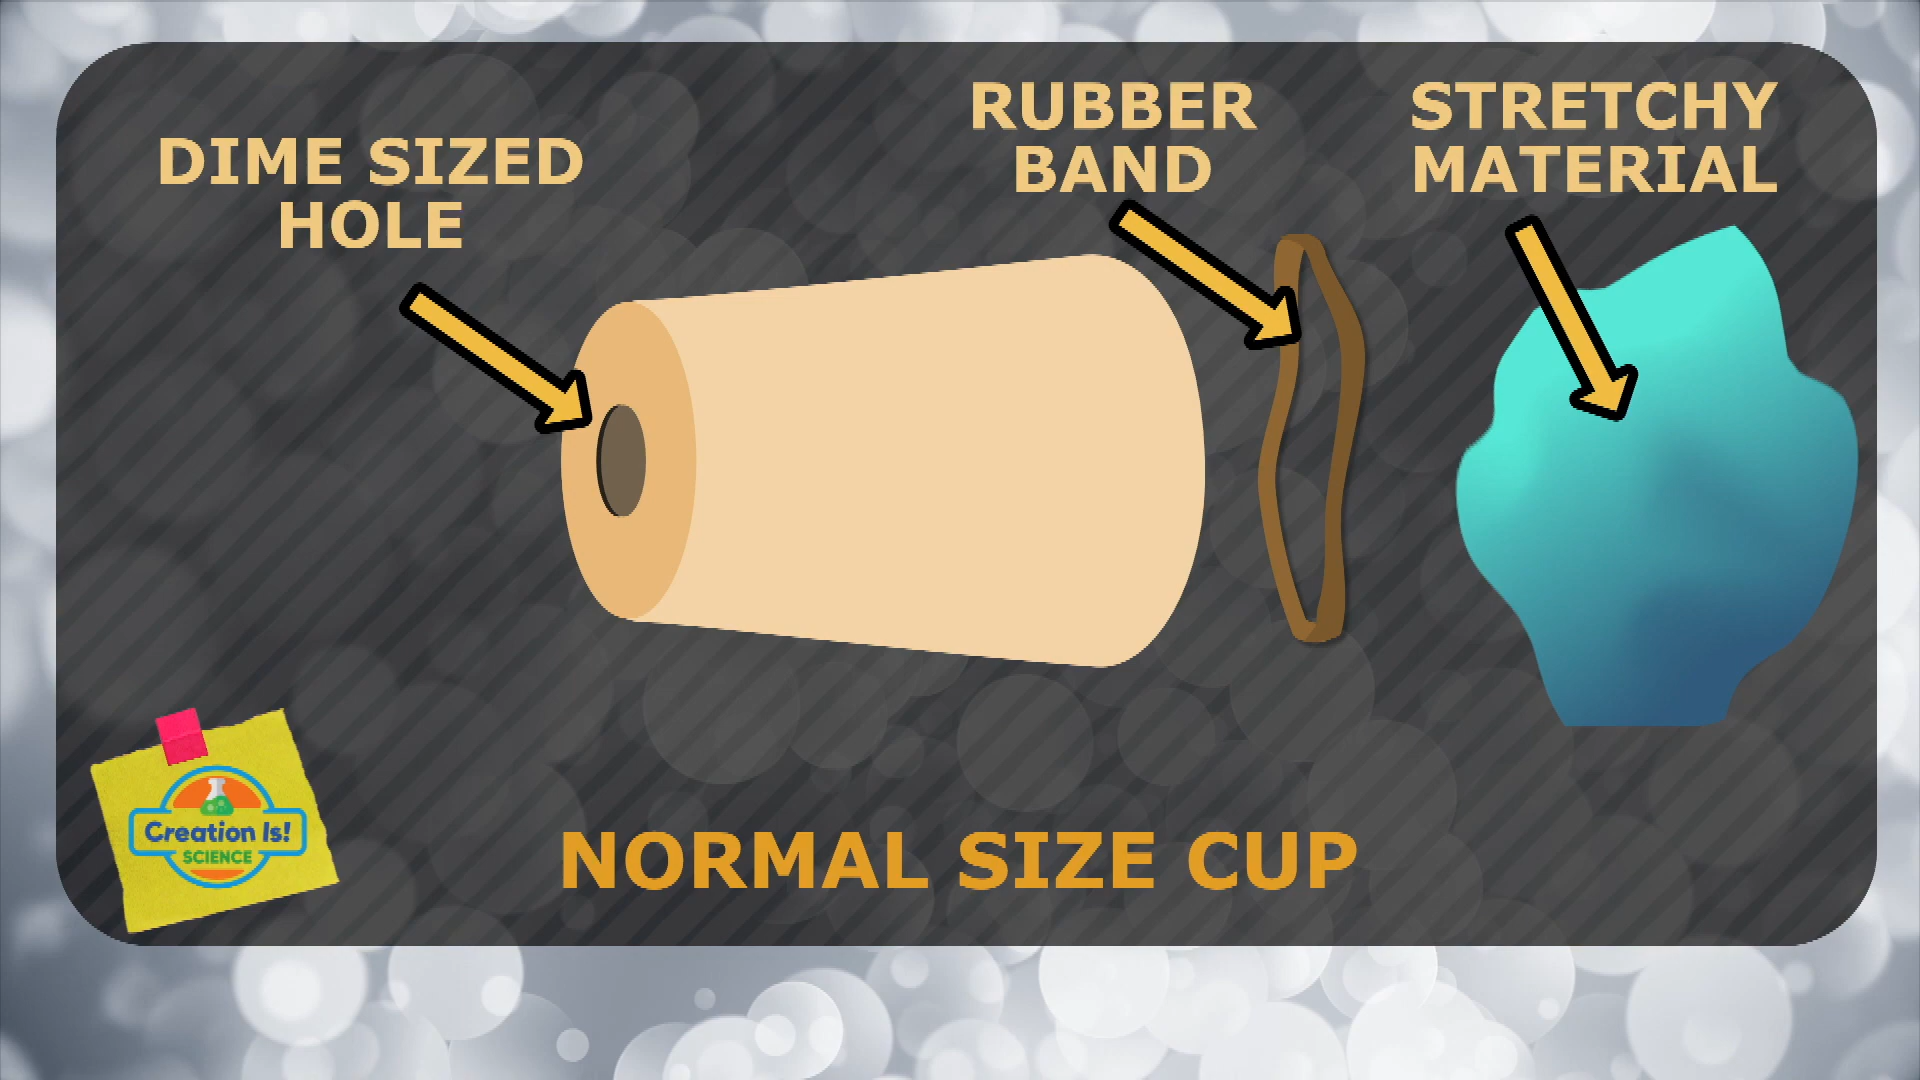 DIME SIZED
HOLE
RUBBER
BAND
STRETCHY
MATERIAL
Creation Is!
SCIENCE
NORMAL SIZE CUP